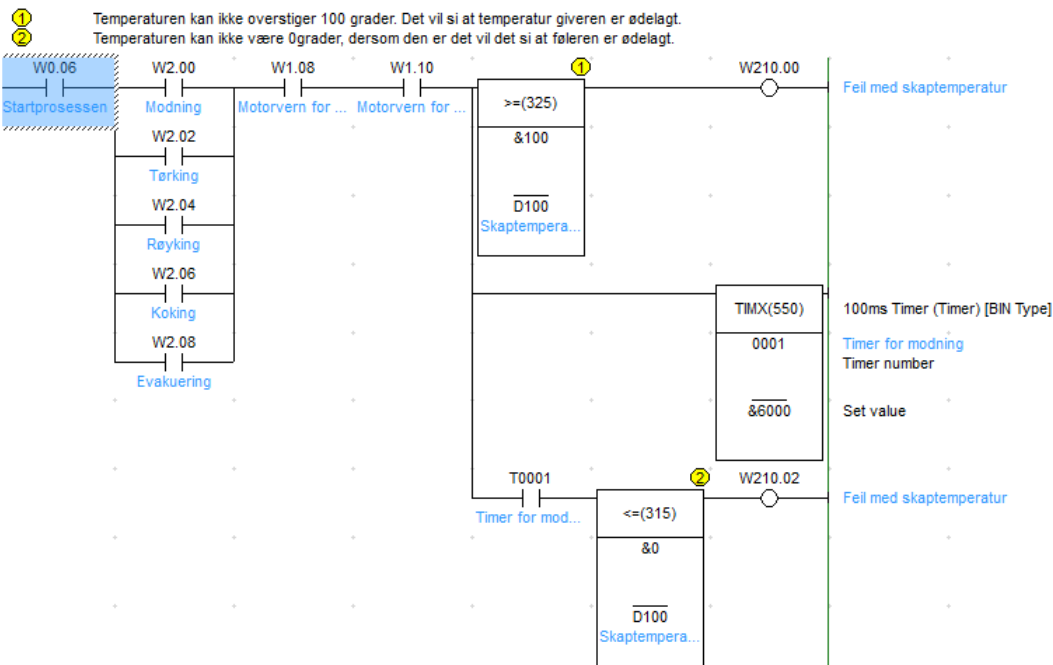 1 Temperaturen kan ikke overstiger 100 grader. Det vil si at temperatur giveren er ødelagt.
2 Temperaturen kan ikke være 0grader, dersom den er det vil det si at føleren er ødelagt.
W0.06 W2.00 W1.08 W1.10 1 W210.00
Startprosessen Modning Motorvern for ... Motorvern for ... >=(325) Feil med skaptemperatur
W2.02 &100
Tørking
W2.04 D100
Røyking Skaptempera...
W2.06
Koking TIMX(550) 100ms Timer (Timer) [BIN Type]
W2.08 0001 Timer for modning
Timer number
Evakuering
&6000 Set value
T0001 2 W210.02
Timer for mod... <=(315) Feil med skaptemperatur
&0
D100
Skaptempera...